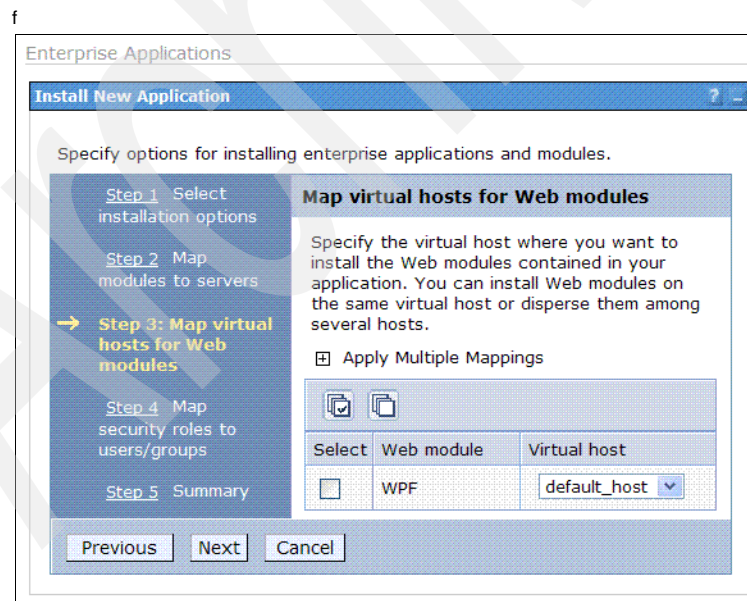 f
Enterprise Applications
Install New Application
? _
Specify options for installing enterprise applications and modules.
Step 1 Select
installation options
Step 2 Map
modules to servers
Step 3: Map virtual
hosts for Web
modules
Step 4 Map
security roles to
users/groups
Step 5 Summary
Map virtual hosts for Web modules
Specify the virtual host where you want to
install the Web modules contained in your
application. You can install Web modules on
the same virtual host or disperse them among
several hosts.
Apply Multiple Mappings
Select Web module Virtual host
WPF default_host
Previous Next Cancel